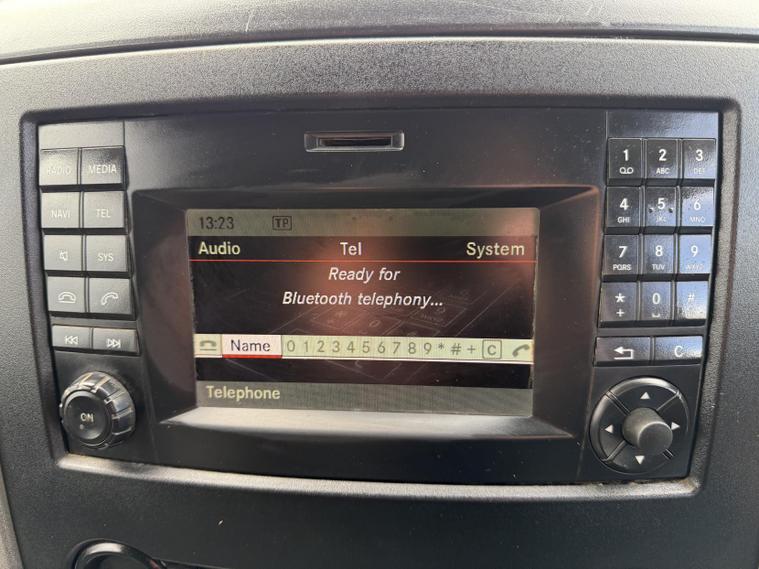 RADIO MEDIA
NAVI TEL
SYS
ON
13:23 TP
Audio Tel System
Ready for
Bluetooth telephony...
Name 0 1 2 3 4 5 6 7 8 9 * # + C
Telephone
1 2 3
ABC DEF
4 5 6
GHI JKL MNO
7 8 9
PQRS TUV WXYZ
* 0 #
+
C